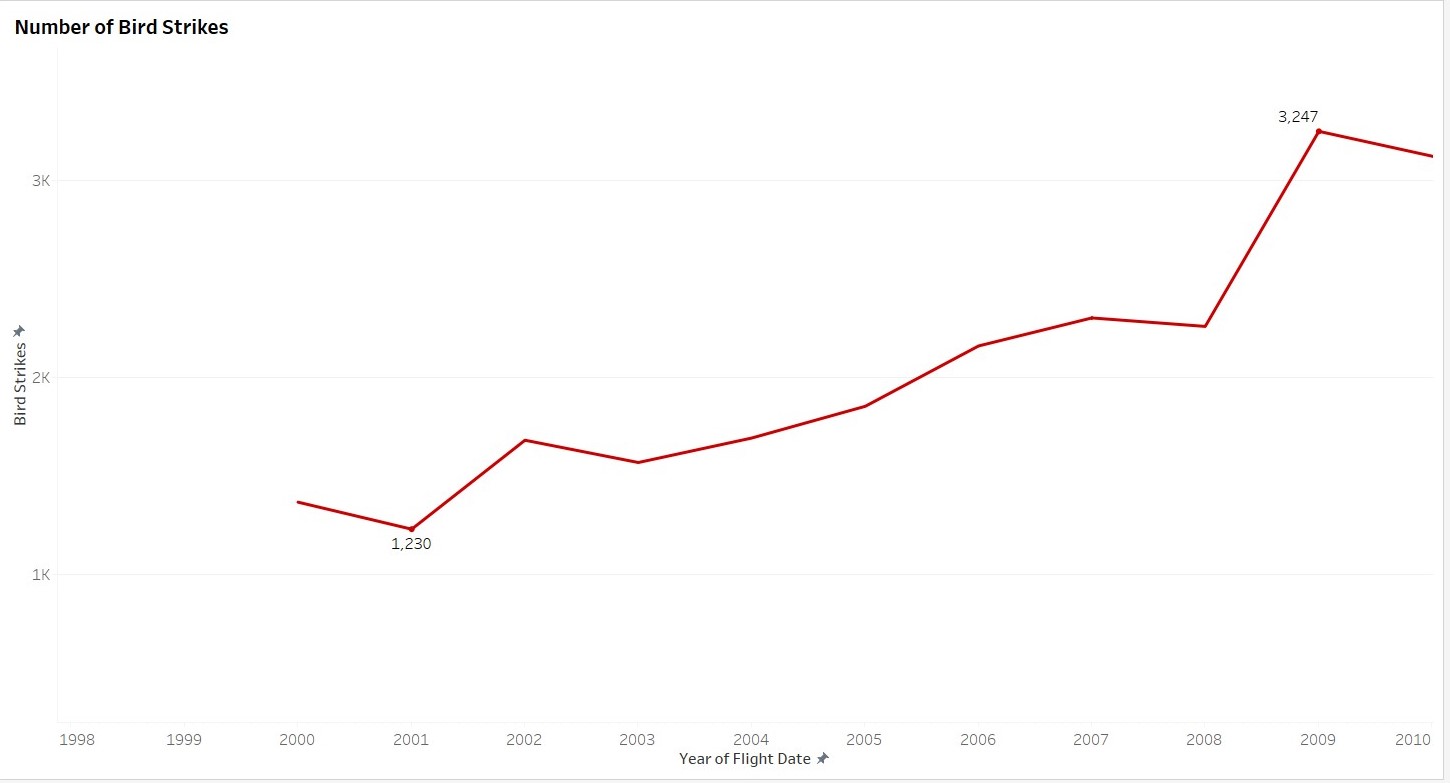 Number of Bird Strikes
3,247
3K
Bird Strikes
2K
1,230
1K
1998 1999 2000 2001 2002 2003 2004 2005 2006 2007 2008 2009 2010
Year of Flight Date